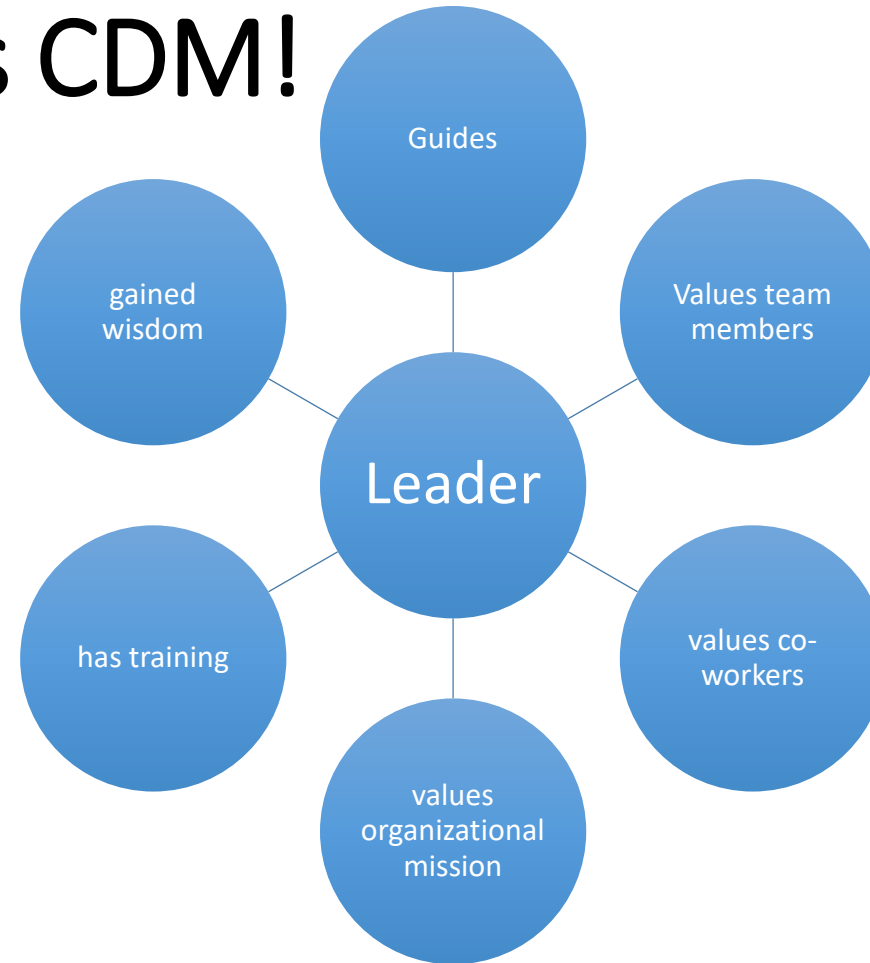 s CDM!
Guides
gained
wisdom
Values team
members
Leader
has training
values co-
workers
values
organizational
mission